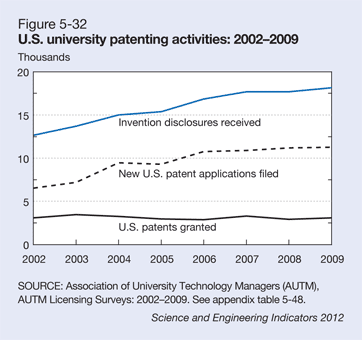 Figure 5-32
U.S. university patenting activities: 2002–2009
Thousands
20
Invention disclosures received
15
10
New U.S. patent applications filed
5
U.S. patents granted
0
2002 2003 2004 2005 2006 2007 2008 2009
SOURCE: Association of University Technology Managers (AUTM),
AUTM Licensing Surveys: 2002–2009. See appendix table 5-48.
Science and Engineering Indicators 2012